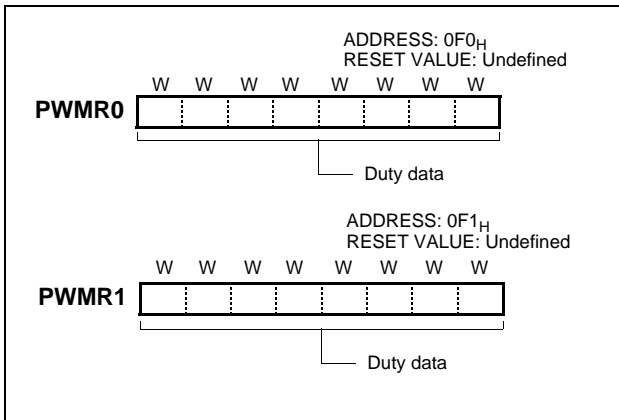 ADDRESS: 0F0H
RESET VALUE: Undefined
W W W W W W W W
PWMR0
Duty data
ADDRESS: 0F1H
RESET VALUE: Undefined
W W W W W W W W
PWMR1
Duty data